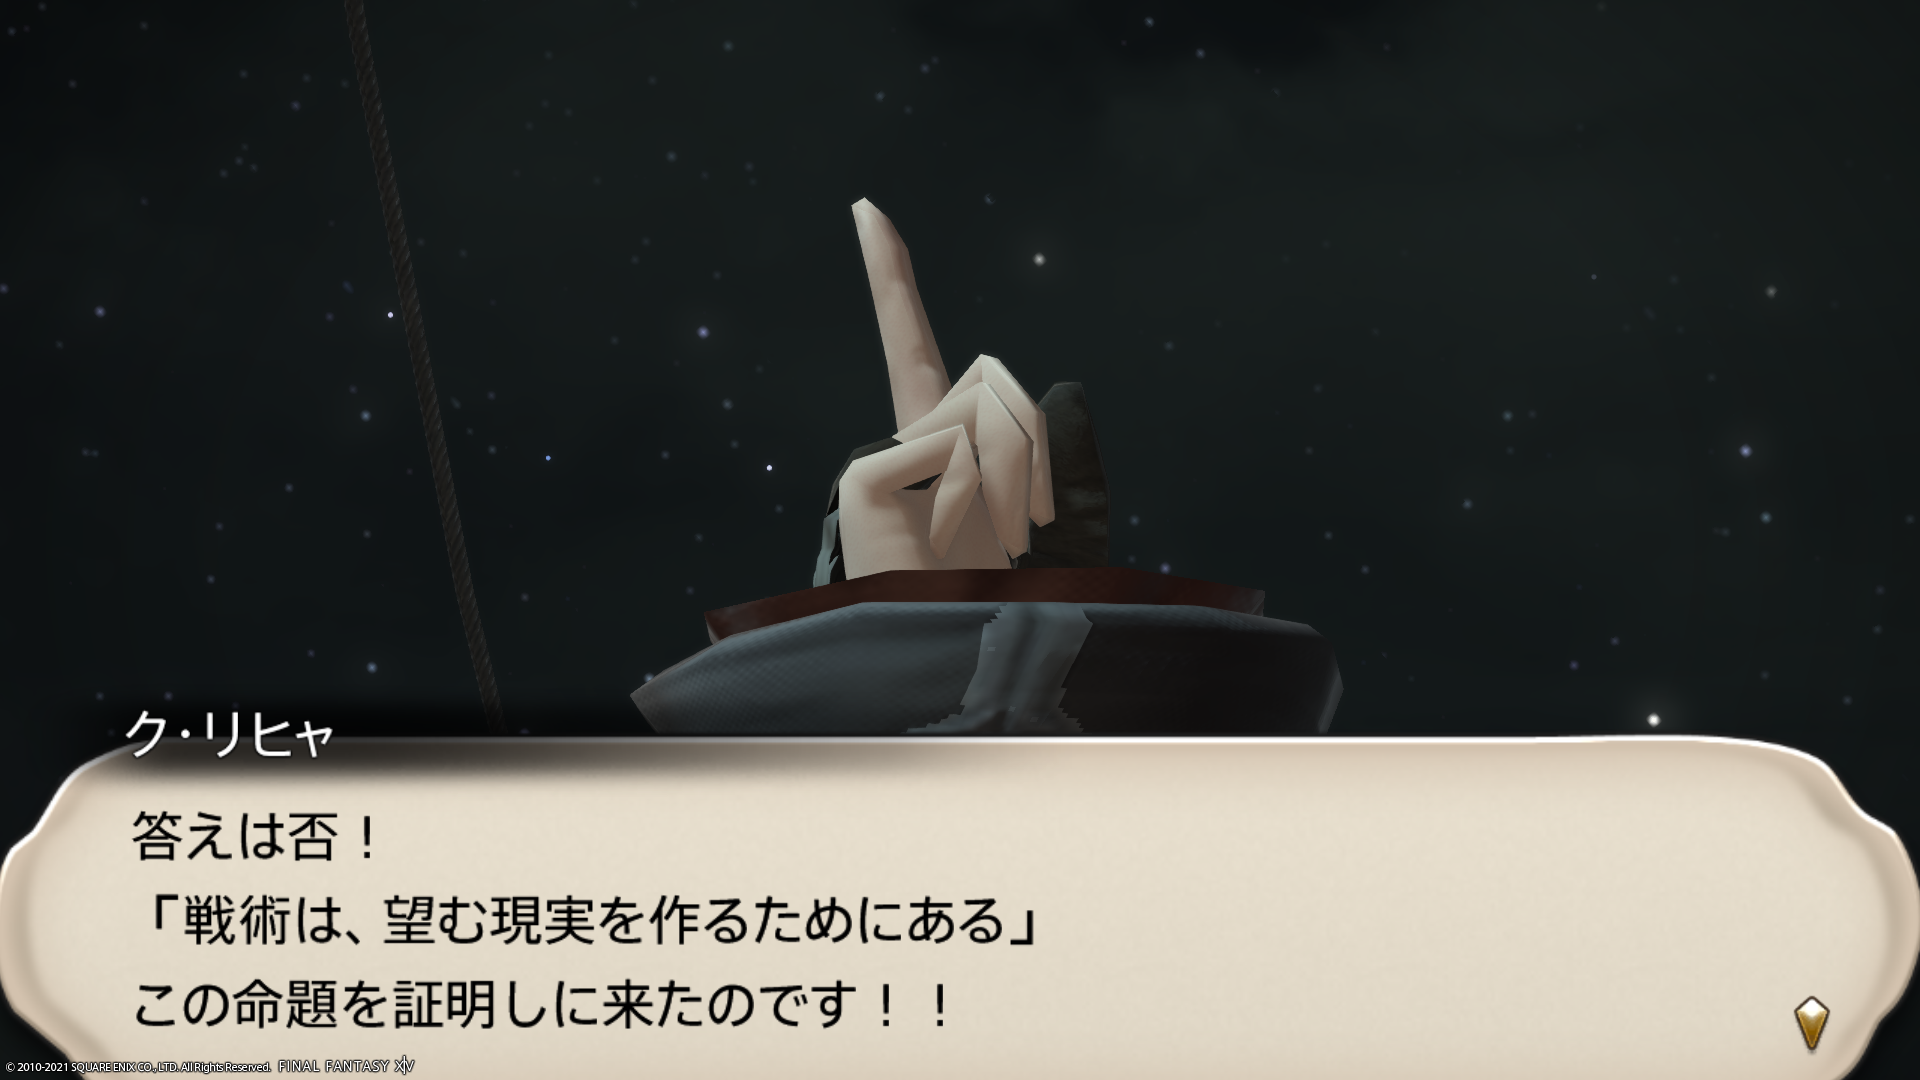 ク・リヒャ
答えは否！
「戦術は、望む現実を作るためにある」
この命題を証明しに来たのです！！
© 2010-2021 SQUARE ENIX CO., LTD. All Rights Reserved. FINAL FANTASY XIV